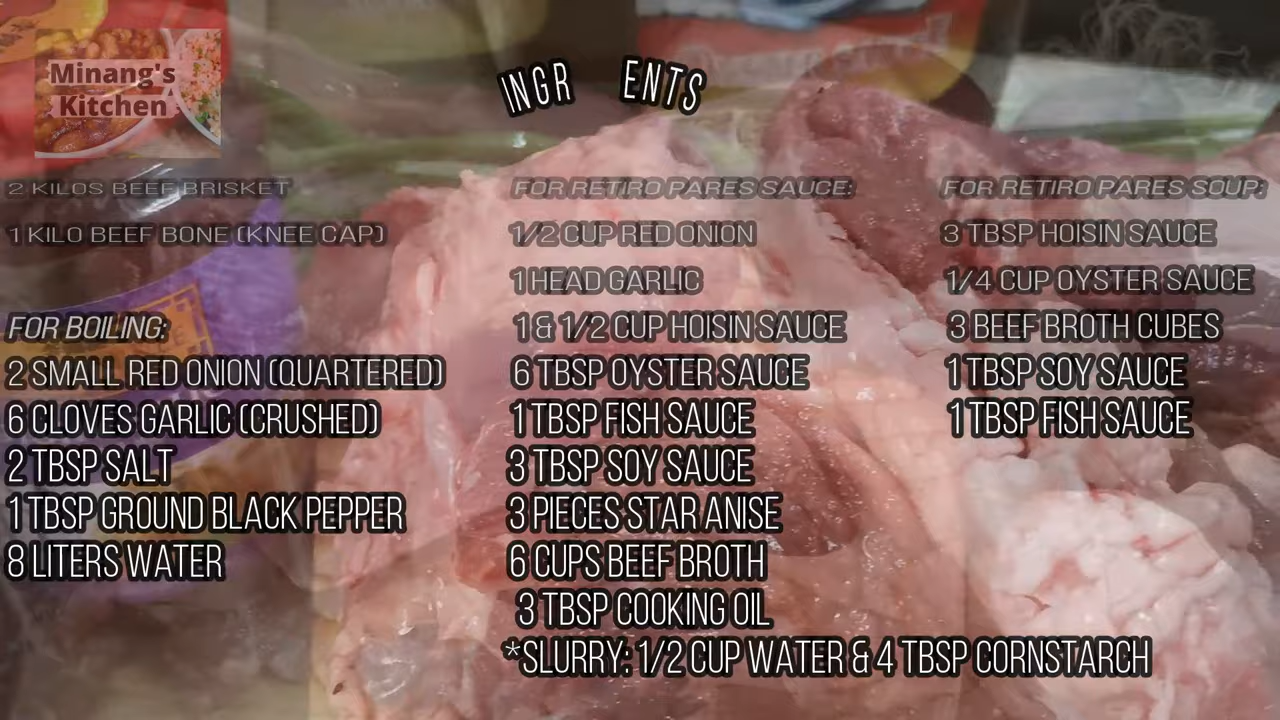 Minang's
Kitchen
INGR ENTS
2 KILOS BEEF BRISKET
1 KILO BEEF BONE (KNEE CAP)
FOR BOILING:
2 SMALL RED ONION (QUARTERED)
6 CLOVES GARLIC (CRUSHED)
2 TBSP SALT
1 TBSP GROUND BLACK PEPPER
8 LITERS WATER
FOR RETIRO PARES SAUCE:
1/2 CUP RED ONION
1 HEAD GARLIC
1 & 1/2 CUP HOISIN SAUCE
6 TBSP OYSTER SAUCE
1 TBSP FISH SAUCE
3 TBSP SOY SAUCE
3 PIECES STAR ANISE
6 CUPS BEEF BROTH
3 TBSP COOKING OIL
*SLURRY: 1/2 CUP WATER & 4 TBSP CORNSTARCH
FOR RETIRO PARES SOUP:
3 TBSP HOISIN SAUCE
1/4 CUP OYSTER SAUCE
3 BEEF BROTH CUBES
1 TBSP SOY SAUCE
1 TBSP FISH SAUCE